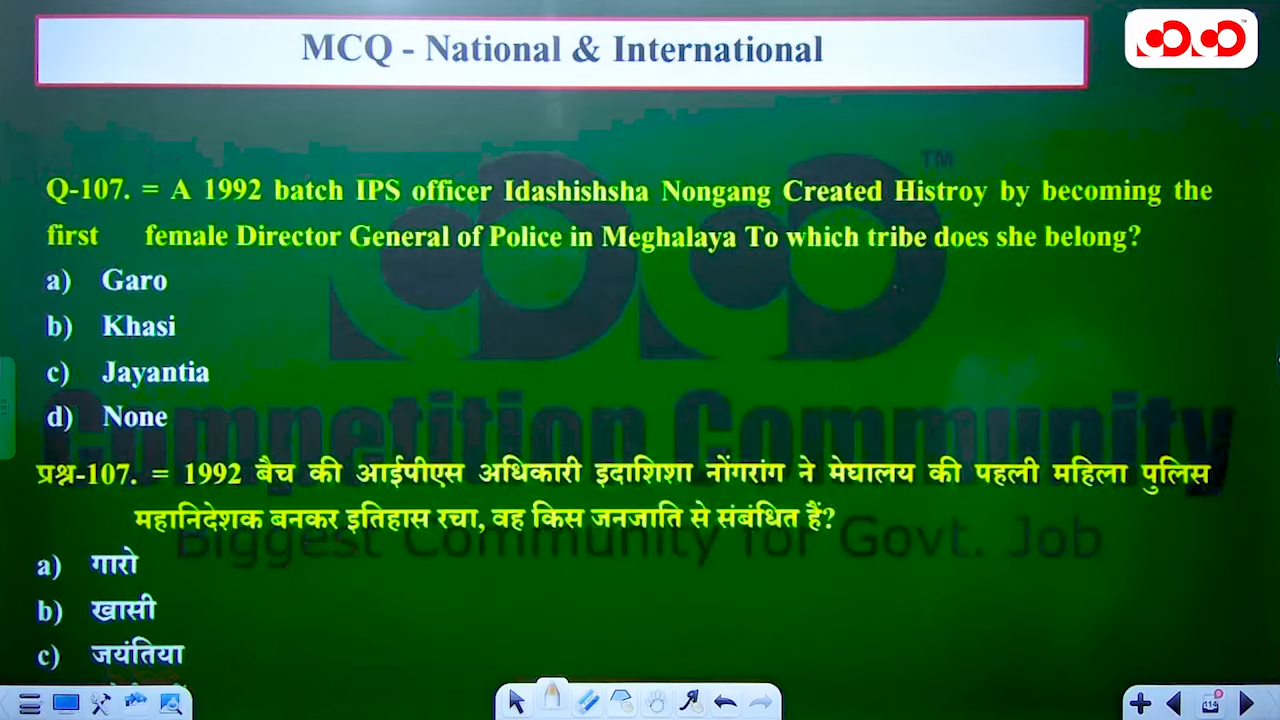 MCQ - National & International
TM
Q-107. = A 1992 batch IPS officer Idashishsha Nongang Created Histroy by becoming the
first female Director General of Police in Meghalaya To which tribe does she belong?
a) Garo
b) Khasi
c) Jayantia
d) None
Competition Community
प्रश्न-107. = 1992 बैच की आईपीएस अधिकारी इदाशिशा नोंगरांग ने मेघालय की पहली महिला पुलिस
महानिदेशक बनकर इतिहास रचा, वह किस जनजाति से संबंधित हैं?
Biggest Community for Govt. Job
a) गारो
b) खासी
c) जयंतिया
114